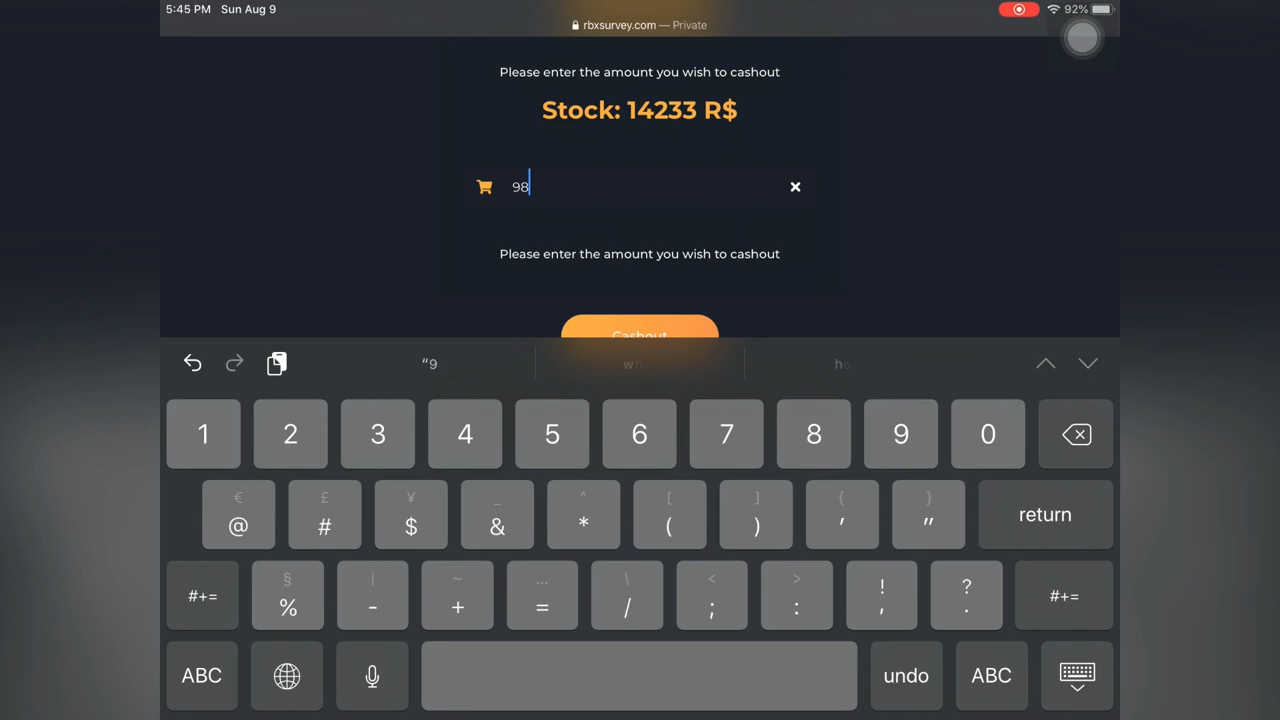 5:45 PM Sun Aug 9
92%
rbxsurvey.com — Private
Please enter the amount you wish to cashout
Stock: 14233 R$
98
Please enter the amount you wish to cashout
Cashout
“9 ho
1 2 3 4 5 6 7 8 9 0
€ £ ¥ _ ^ [ ] { }
@ # $ & * ( ) ' " return
§ | ~ … \ < > ! ?
#+= % - + = / ; : , . #+=
ABC undo ABC